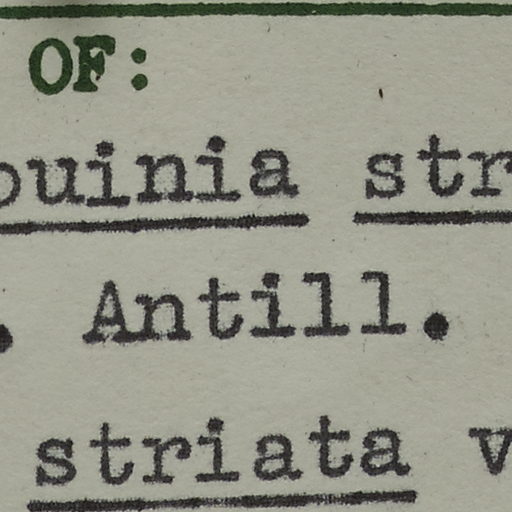 OF:
ouinia str
. Antill.
striata v